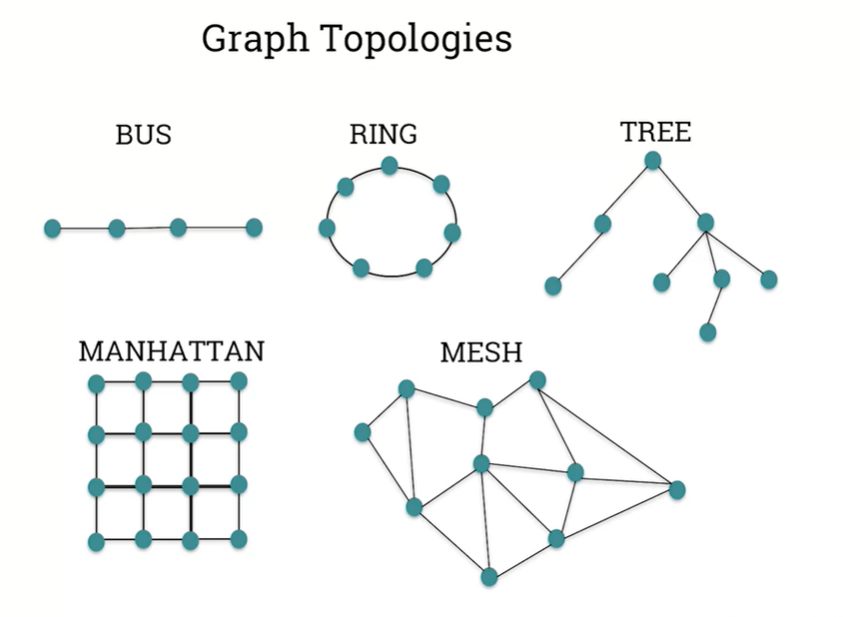 Graph Topologies
BUS
RING
TREE
MANHATTAN
MESH